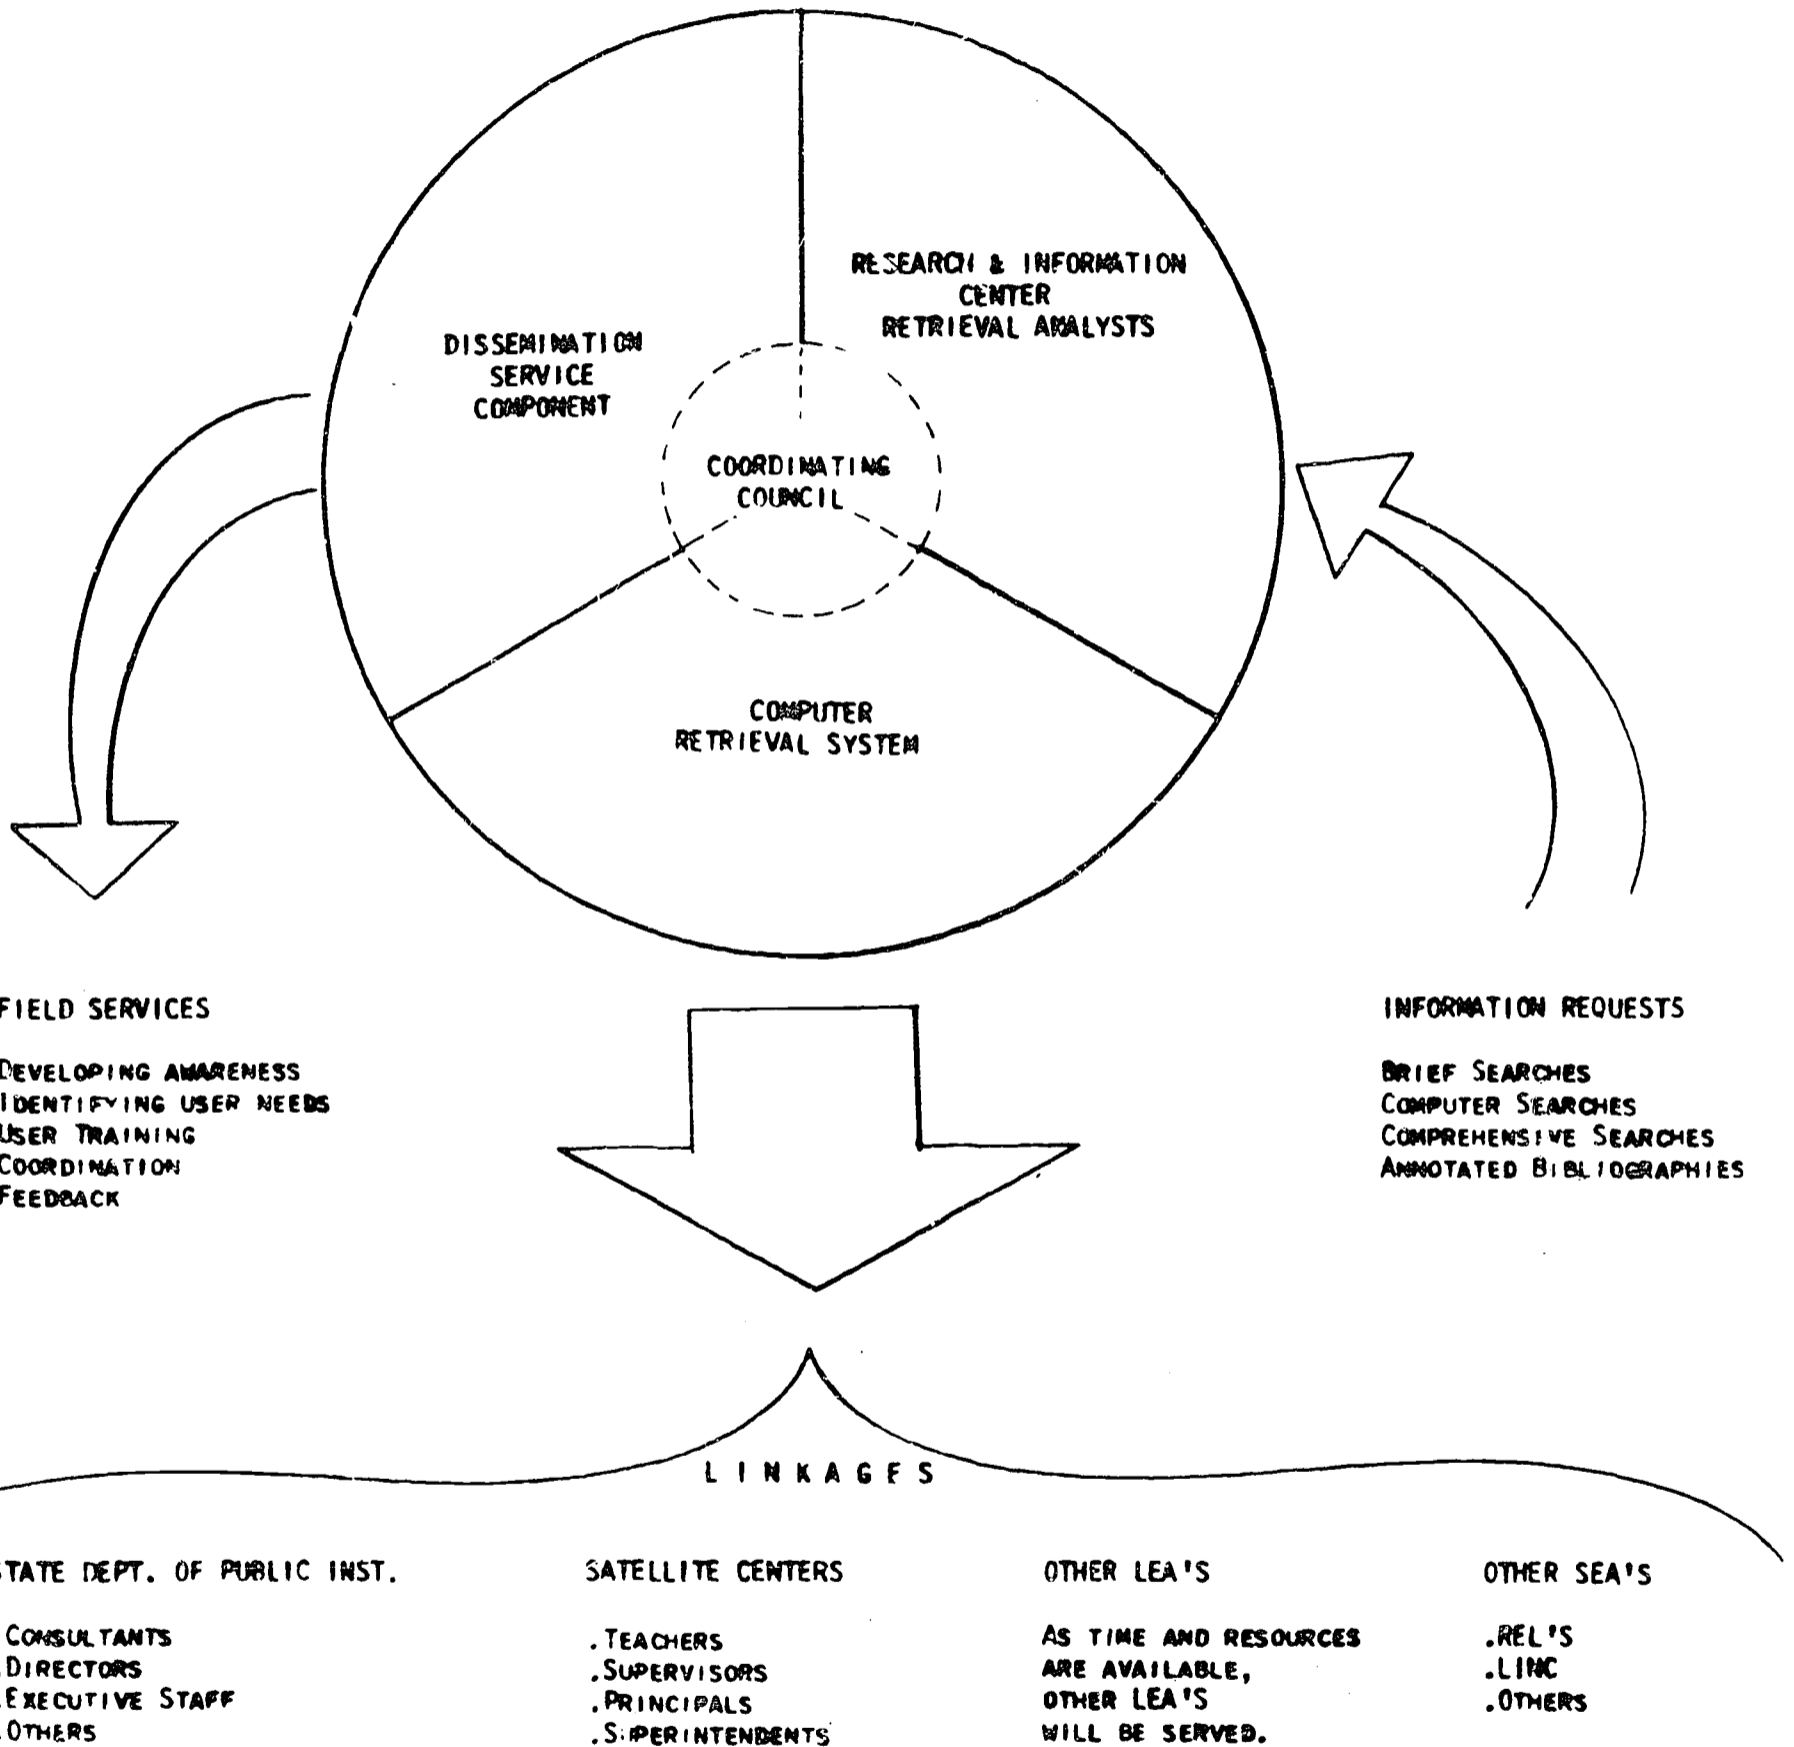 RESEARCH & INFORMATION
CENTER
RETRIEVAL ANALYSTS
DISSEMINATION
SERVICE
COMPONENT
COORDINATING
COUNCIL
COMPUTER
RETRIEVAL SYSTEM
FIELD SERVICES
DEVELOPING AWARENESS
IDENTIFYING USER NEEDS
USER TRAINING
COORDINATION
FEEDBACK
INFORMATION REQUESTS
BRIEF SEARCHES
COMPUTER SEARCHES
COMPREHENSIVE SEARCHES
ANNOTATED BIBLIOGRAPHIES
LINKAGES
TATE DEPT. OF PUBLIC INST.
CONSULTANTS
.DIRECTORS
.EXECUTIVE STAFF
.OTHERS
SATELLITE CENTERS
.TEACHERS
.SUPERVISORS
.PRINCIPALS
.SUPERINTENDENTS
OTHER LEA'S
AS TIME AND RESOURCES
ARE AVAILABLE,
OTHER LEA'S
WILL BE SERVED.
OTHER SEA'S
.REL'S
.LINC
.OTHERS